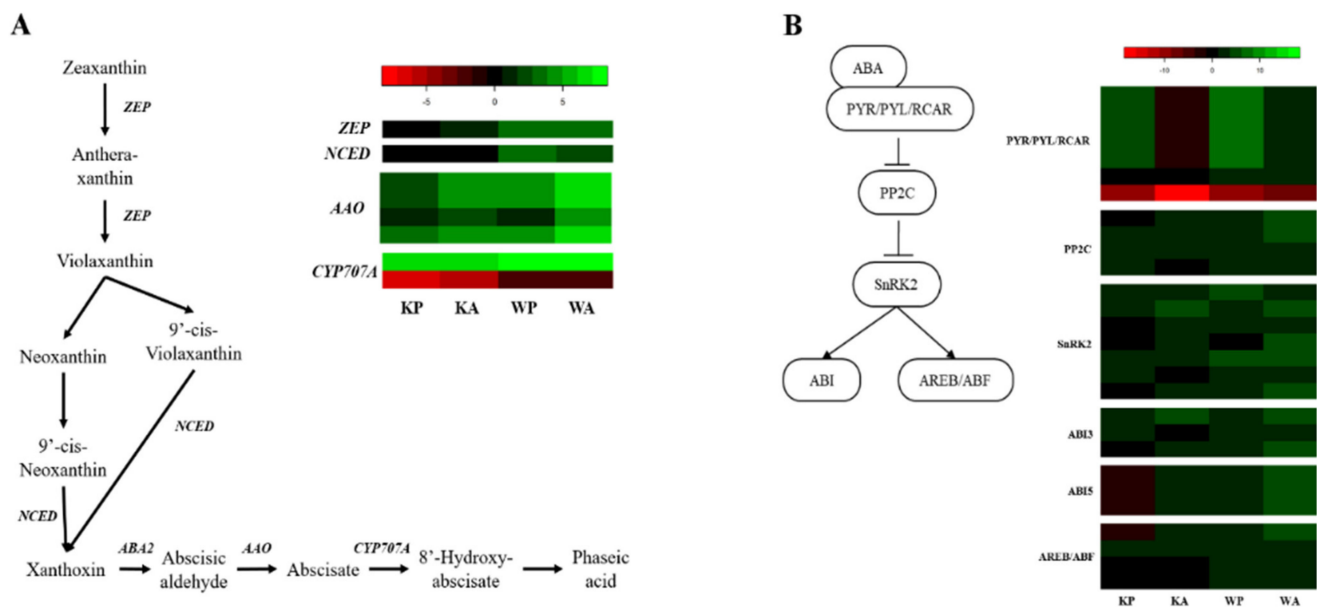 A
Zeaxanthin
ZEP
Anthera-
xanthin
ZEP
Violaxanthin
Neoxanthin
9’-cis-
Violaxanthin
9’-cis-
Neoxanthin
NCED
NCED
Xanthoxin
ABA2
Abscisic
aldehyde
AAO
Abscisate
CYP707A
8’-Hydroxy-
abscisate
Phaseic
acid
-5 0 5
ZEP
NCED
AAO
CYP707A
KP KA WP WA
B
ABA
PYR/PYL/RCAR
PP2C
SnRK2
ABI
AREB/ABF
-10 0 10
PYR/PYL/RCAR
PP2C
SnRK2
ABI3
ABI5
AREB/ABF
KP KA WP WA